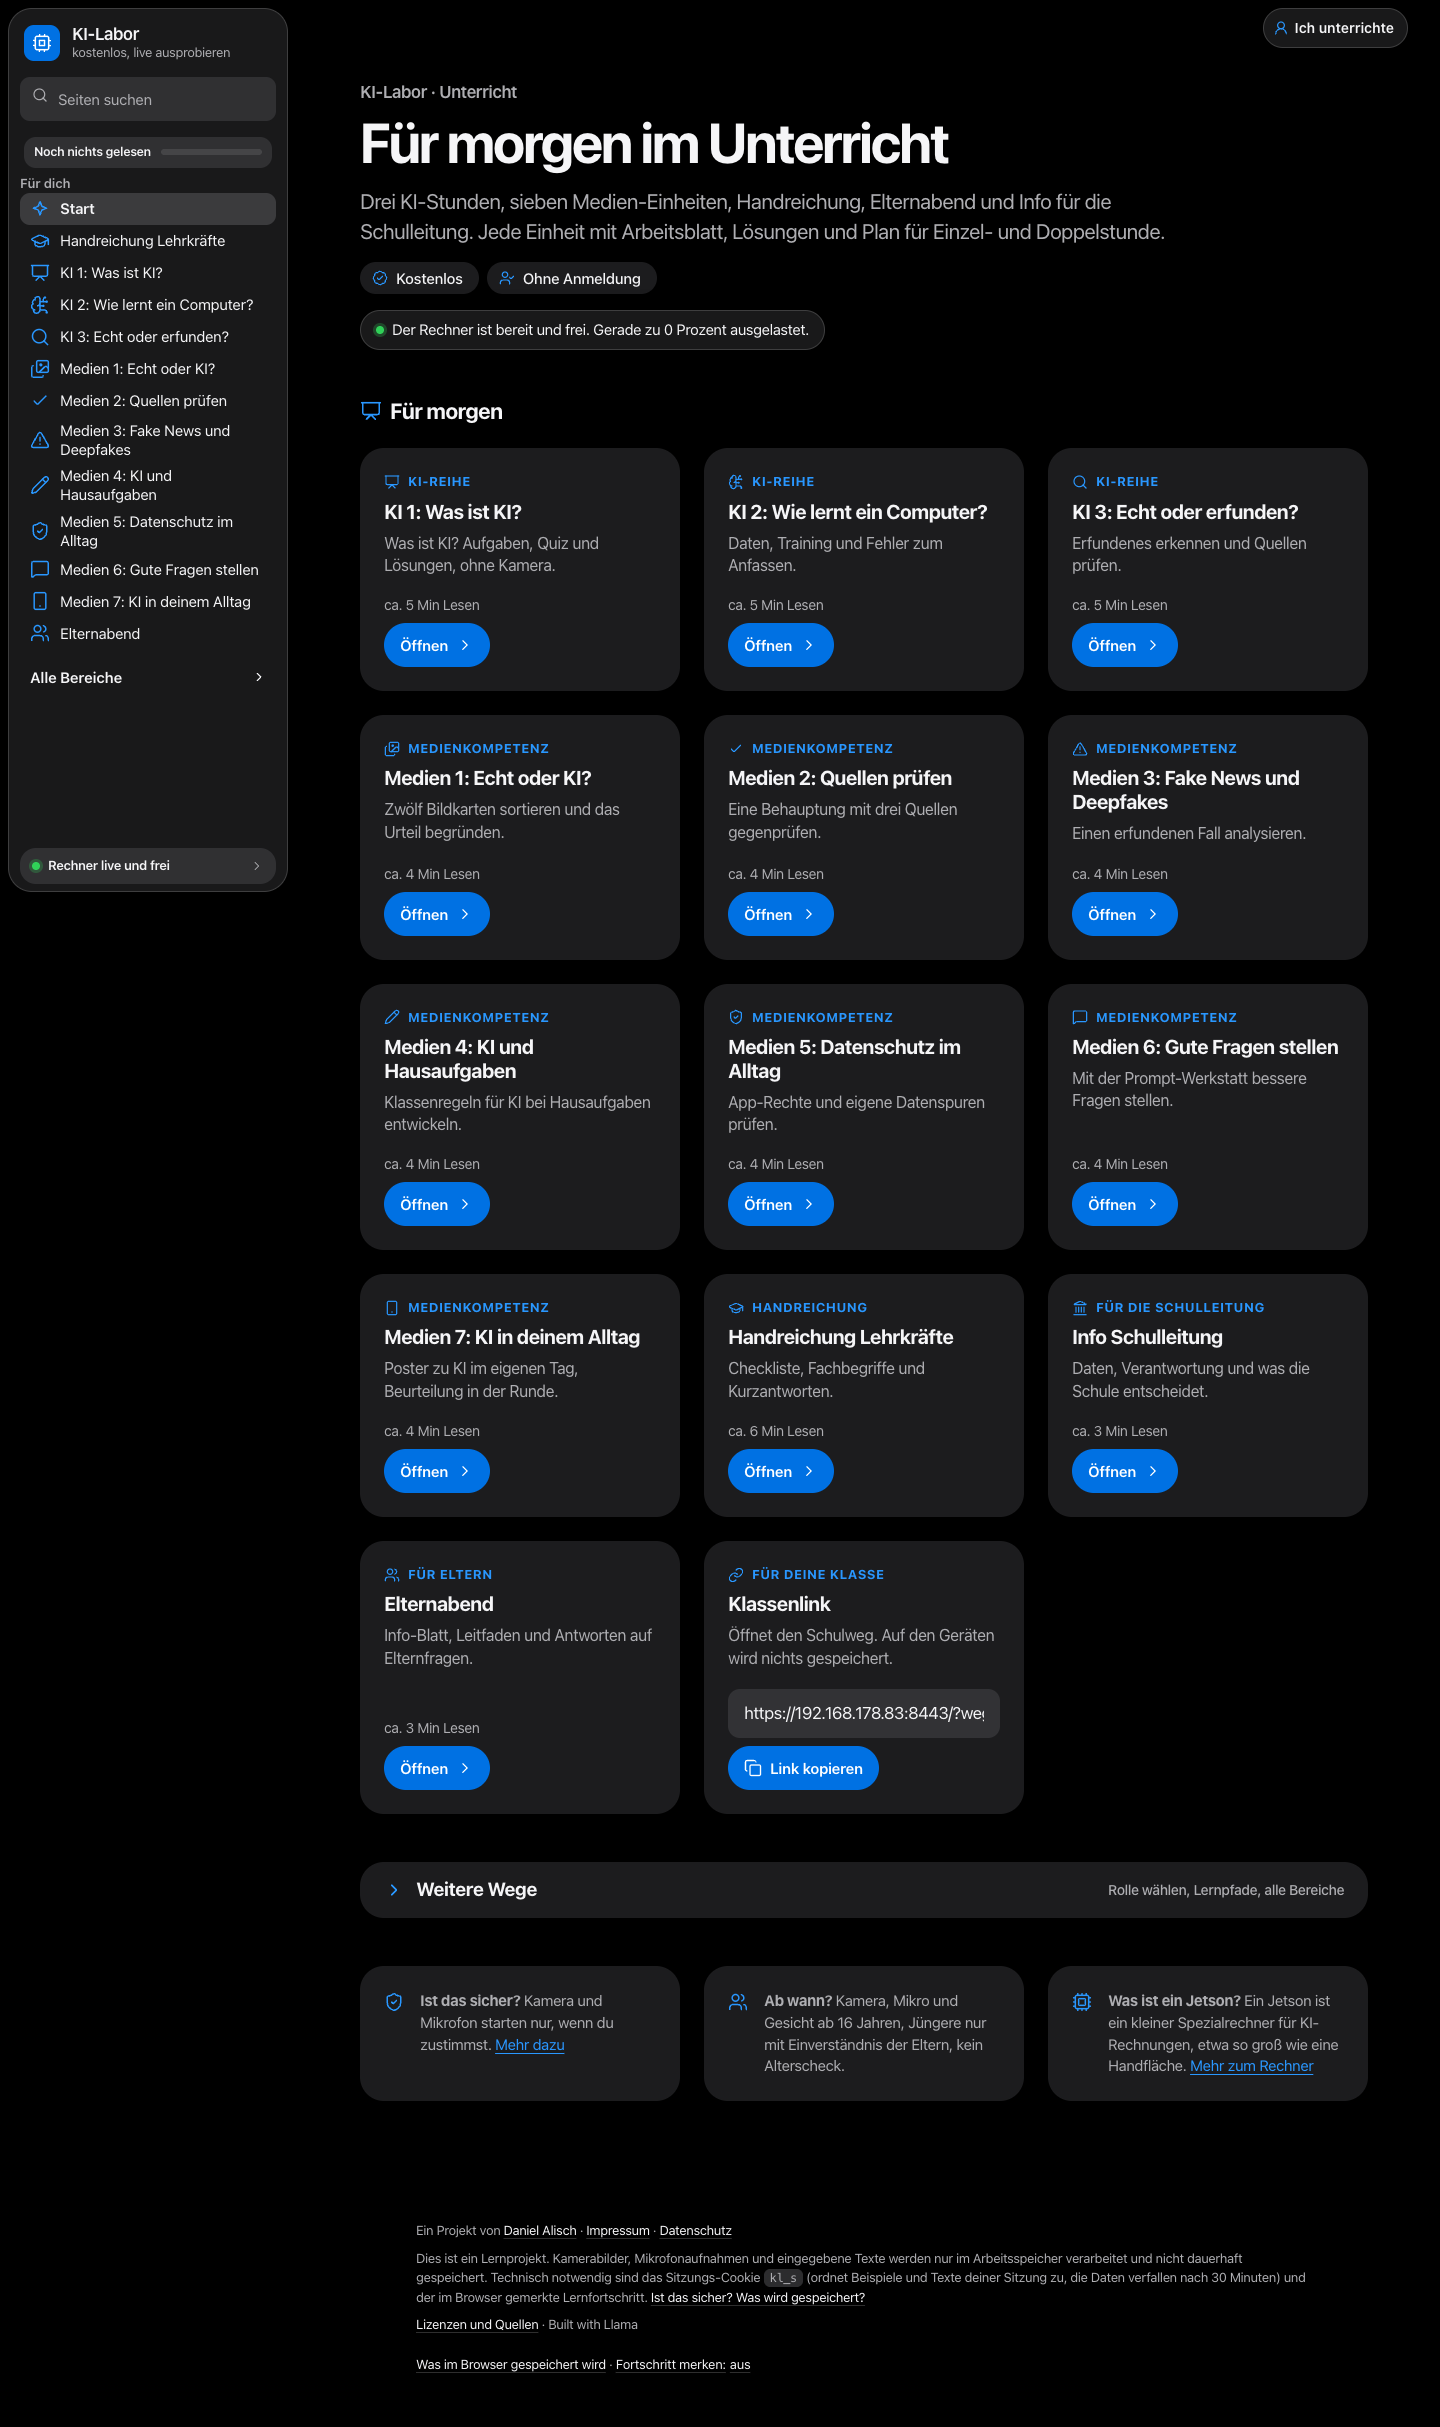 KI-Labor
kostenlos, live ausprobieren
Seiten suchen
Noch nichts gelesen
Für dich
Start
Handreichung Lehrkräfte
KI 1: Was ist KI?
KI 2: Wie lernt ein Computer?
KI 3: Echt oder erfunden?
Medien 1: Echt oder KI?
Medien 2: Quellen prüfen
Medien 3: Fake News und
Deepfakes
Medien 4: KI und
Hausaufgaben
Medien 5: Datenschutz im
Alltag
Medien 6: Gute Fragen stellen
Medien 7: KI in deinem Alltag
Elternabend
Alle Bereiche
Rechner live und frei
Ich unterrichte
KI-Labor · Unterricht
Für morgen im Unterricht
Drei KI-Stunden, sieben Medien-Einheiten, Handreichung, Elternabend und Info für die
Schulleitung. Jede Einheit mit Arbeitsblatt, Lösungen und Plan für Einzel- und Doppelstunde.
Kostenlos
Ohne Anmeldung
Der Rechner ist bereit und frei. Gerade zu 0 Prozent ausgelastet.
Für morgen
KI-REIHE
KI 1: Was ist KI?
Was ist KI? Aufgaben, Quiz und
Lösungen, ohne Kamera.
ca. 5 Min Lesen
Öffnen
KI-REIHE
KI 2: Wie lernt ein Computer?
Daten, Training und Fehler zum
Anfassen.
ca. 5 Min Lesen
Öffnen
KI-REIHE
KI 3: Echt oder erfunden?
Erfundenes erkennen und Quellen
prüfen.
ca. 5 Min Lesen
Öffnen
MEDIENKOMPETENZ
Medien 1: Echt oder KI?
Zwölf Bildkarten sortieren und das
Urteil begründen.
ca. 4 Min Lesen
Öffnen
MEDIENKOMPETENZ
Medien 2: Quellen prüfen
Eine Behauptung mit drei Quellen
gegenprüfen.
ca. 4 Min Lesen
Öffnen
MEDIENKOMPETENZ
Medien 3: Fake News und
Deepfakes
Einen erfundenen Fall analysieren.
ca. 4 Min Lesen
Öffnen
MEDIENKOMPETENZ
Medien 4: KI und
Hausaufgaben
Klassenregeln für KI bei Hausaufgaben
entwickeln.
ca. 4 Min Lesen
Öffnen
MEDIENKOMPETENZ
Medien 5: Datenschutz im
Alltag
App-Rechte und eigene Datenspuren
prüfen.
ca. 4 Min Lesen
Öffnen
MEDIENKOMPETENZ
Medien 6: Gute Fragen stellen
Mit der Prompt-Werkstatt bessere
Fragen stellen.
ca. 4 Min Lesen
Öffnen
MEDIENKOMPETENZ
Medien 7: KI in deinem Alltag
Poster zu KI im eigenen Tag,
Beurteilung in der Runde.
ca. 4 Min Lesen
Öffnen
HANDREICHUNG
Handreichung Lehrkräfte
Checkliste, Fachbegriffe und
Kurzantworten.
ca. 6 Min Lesen
Öffnen
FÜR DIE SCHULLEITUNG
Info Schulleitung
Daten, Verantwortung und was die
Schule entscheidet.
ca. 3 Min Lesen
Öffnen
FÜR ELTERN
Elternabend
Info-Blatt, Leitfaden und Antworten auf
Elternfragen.
ca. 3 Min Lesen
Öffnen
FÜR DEINE KLASSE
Klassenlink
Öffnet den Schulweg. Auf den Geräten
wird nichts gespeichert.
https://192.168.178.83:8443/?weg
Link kopieren
Weitere Wege
Rolle wählen, Lernpfade, alle Bereiche
Ist das sicher? Kamera und
Mikrofon starten nur, wenn du
zustimmst. Mehr dazu
Ab wann? Kamera, Mikro und
Gesicht ab 16 Jahren, Jüngere nur
mit Einverständnis der Eltern, kein
Alterscheck.
Was ist ein Jetson? Ein Jetson ist
ein kleiner Spezialrechner für KI-
Rechnungen, etwa so groß wie eine
Handfläche. Mehr zum Rechner
Ein Projekt von Daniel Alisch · Impressum · Datenschutz
Dies ist ein Lernprojekt. Kamerabilder, Mikrofonaufnahmen und eingegebene Texte werden nur im Arbeitsspeicher verarbeitet und nicht dauerhaft
gespeichert. Technisch notwendig sind das Sitzungs-Cookie kl_s (ordnet Beispiele und Texte deiner Sitzung zu, die Daten verfallen nach 30 Minuten) und
der im Browser gemerkte Lernfortschritt. Ist das sicher? Was wird gespeichert?
Lizenzen und Quellen · Built with Llama
Was im Browser gespeichert wird · Fortschritt merken: aus